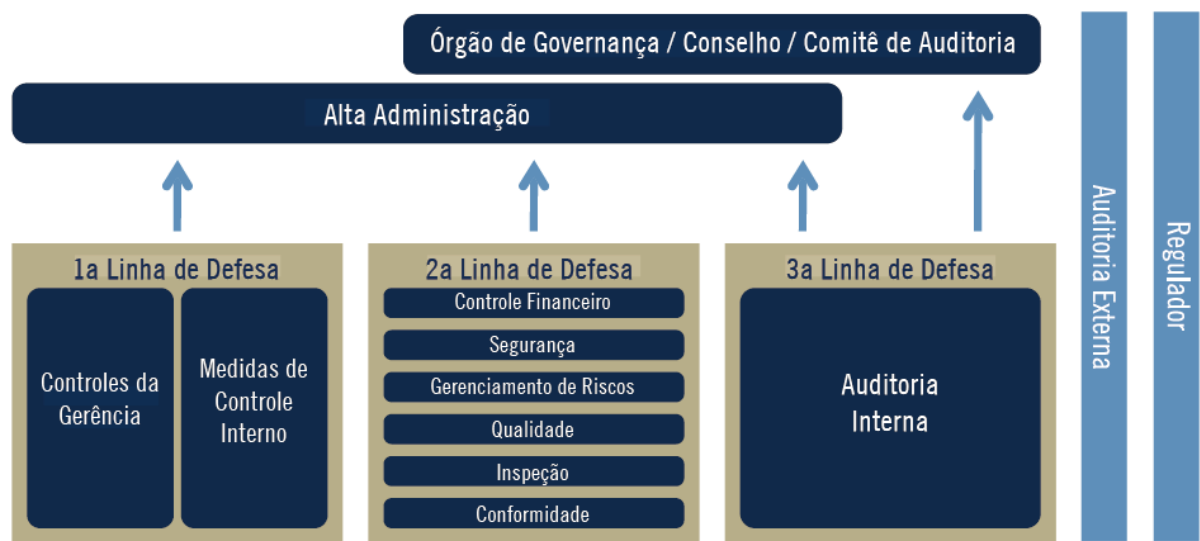 Órgão de Governança / Conselho / Comitê de Auditoria
Alta Administração
1a Linha de Defesa
Controles da
Gerência
Medidas de
Controle
Interno
2a Linha de Defesa
Controle Financeiro
Segurança
Gerenciamento de Riscos
Qualidade
Inspeção
Conformidade
3a Linha de Defesa
Auditoria
Interna
Auditoria Externa
Regulador